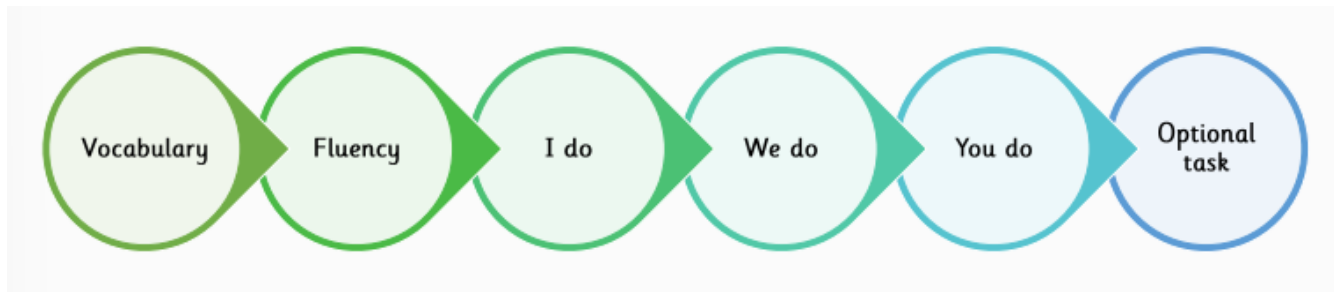 Vocabulary
Fluency
I do
We do
You do
Optional
task